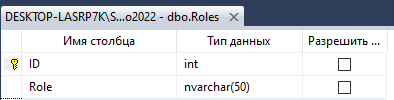 DESKTOP-LASRP7K\S...o2022 - dbo.Roles
Имя столбца Тип данных Разрешить ...
ID int
Role nvarchar(50)